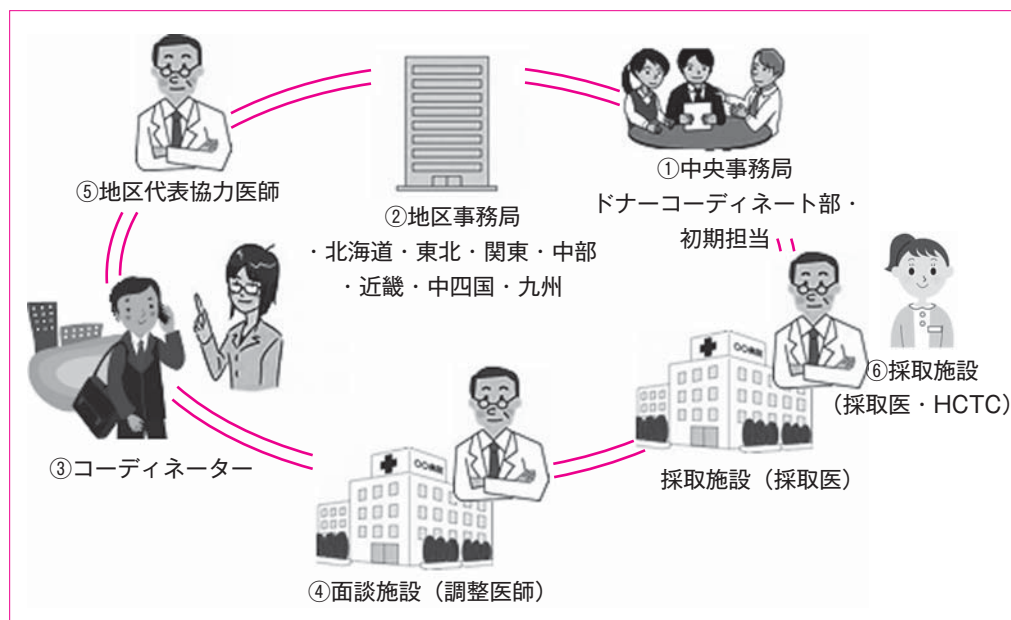 ①中央事務局
ドナーコーディネート部・
初期担当
②地区事務局
・北海道・東北・関東・中部
・近畿・中四国・九州
③コーディネーター
④面談施設（調整医師）
⑤地区代表協力医師
⑥採取施設
（採取医・HCTC）
採取施設（採取医）
〇〇病院
〇〇病院